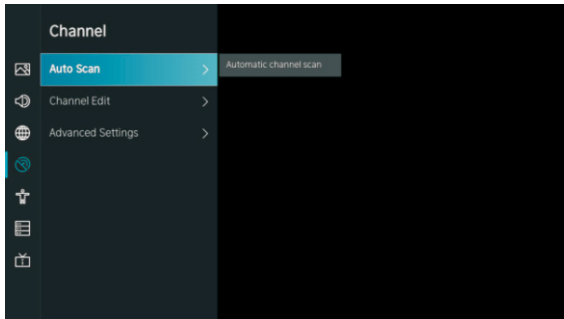 Channel
Auto Scan
Automatic channel scan
Channel Edit
Advanced Settings